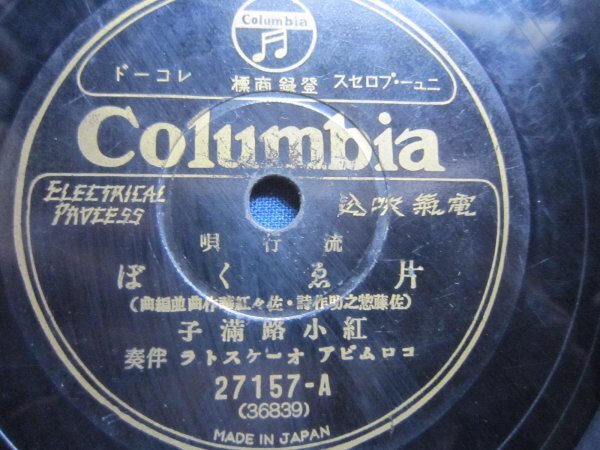 Columbia
ニュー・プロセス 登録商標 レコード
Columbia
ELECTRICAL
PROCESS
電氣吹込
流行唄
片ゑくぼ
(佐藤惣之助作詩・佐々紅華作曲並編曲)
紅小路滿子
コロムビア オーケストラ 伴奏
27157-A
(36839)
MADE IN JAPAN